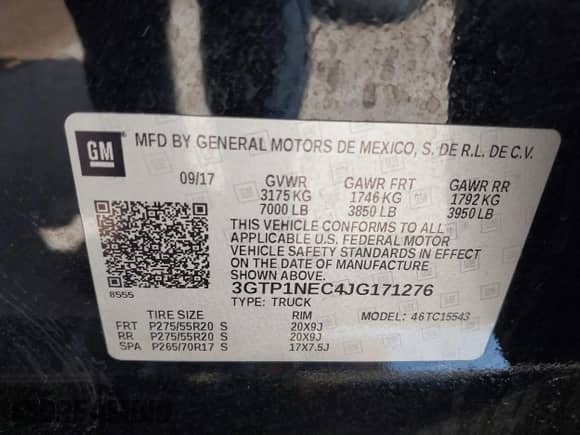 GM
MFD BY GENERAL MOTORS DE MEXICO, S. DE R.L. DE C.V.
09/17 GVWR GAWR FRT GAWR RR
3175 KG 1746 KG 1792 KG
7000 LB 3850 LB 3950 LB
THIS VEHICLE CONFORMS TO ALL
APPLICABLE U.S. FEDERAL MOTOR
VEHICLE SAFETY STANDARDS IN EFFECT
ON THE DATE OF MANUFACTURE
SHOWN ABOVE.
8555 3GTP1NEC4JG171276
TYPE: TRUCK
TIRE SIZE RIM MODEL: 46TC15543
FRT P275/55R20 S 20X9J
RR P275/55R20 S 20X9J
SPA P265/70R17 S 17X7.5J